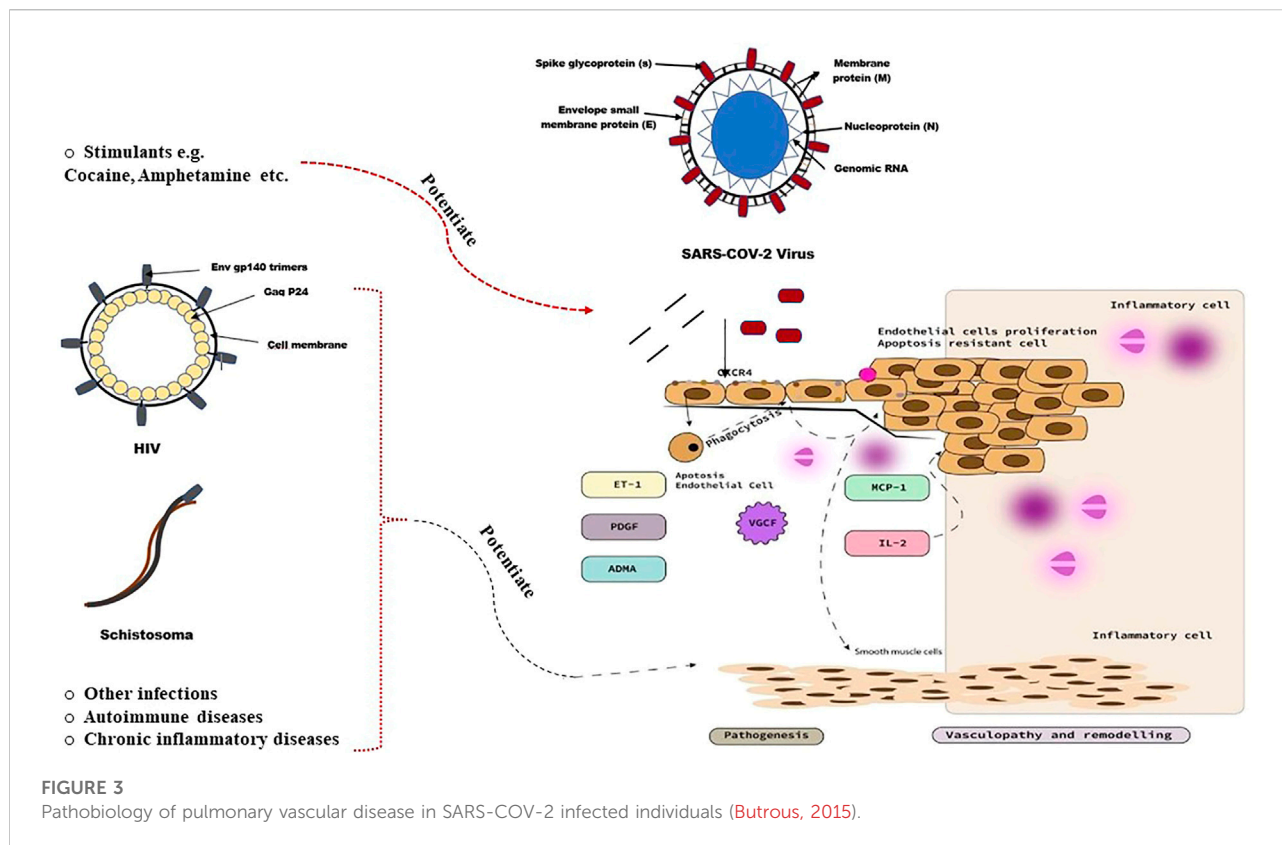 Spike glycoprotein (s)
Membrane
protein (M)
Envelope small
membrane protein (E)
Nucleoprotein (N)
Genomic RNA
SARS-COV-2 Virus
○ Stimulants e.g.
Cocaine, Amphetamine etc.
Potentiate
Env gp140 trimers
Gag P24
Cell membrane
HIV
Schistosoma
○ Other infections
○ Autoimmune diseases
○ Chronic inflammatory diseases
Potentiate
Inflammatory cell
Endothelial cells proliferation
Apoptosis resistant cell
CXCR4
Phagocytosis
Apotosis
Endothelial Cell
ET-1
PDGF
ADMA
VGCF
MCP-1
IL-2
Inflammatory cell
Smooth muscle cells
Pathogenesis
Vasculopathy and remodelling
FIGURE 3
Pathobiology of pulmonary vascular disease in SARS-COV-2 infected individuals (Butrous, 2015).